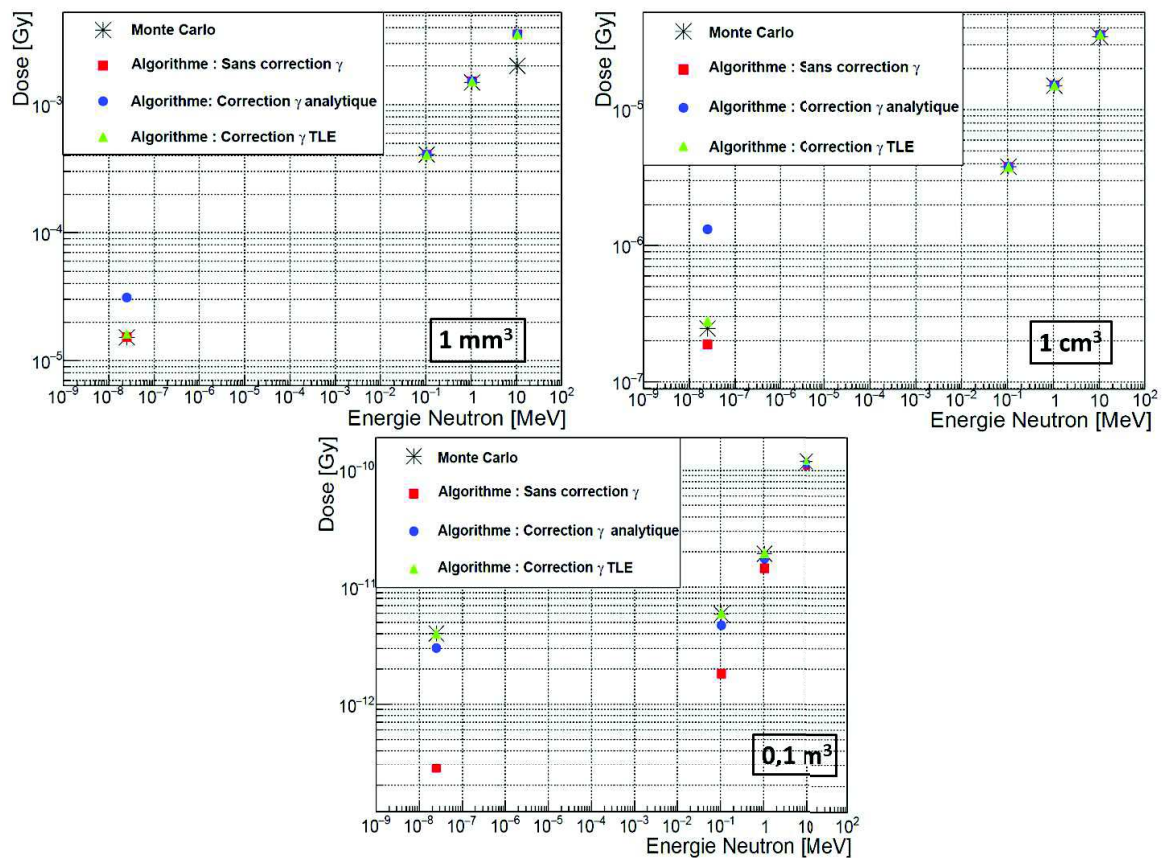 Dose [Gy]
Monte Carlo
Algorithme : Sans correction γ
Algorithme: Correction γ analytique
Algorithme : Correction γ TLE
10⁻³
10⁻⁴
10⁻⁵
1 mm³
10⁻⁹ 10⁻⁸ 10⁻⁷ 10⁻⁶ 10⁻⁵ 10⁻⁴ 10⁻³ 10⁻² 10⁻¹ 1 10 10²
Energie Neutron [MeV]
Dose [Gy]
Monte Carlo
Algorithme : Sans correction γ
Algorithme : Correction γ analytique
Algorithme : Correction γ TLE
10⁻⁵
10⁻⁶
10⁻⁷
1 cm³
10⁻⁹ 10⁻⁸ 10⁻⁷ 10⁻⁶ 10⁻⁵ 10⁻⁴ 10⁻³ 10⁻² 10⁻¹ 1 10 10²
Energie Neutron [MeV]
Dose [Gy]
Monte Carlo
Algorithme : Sans correction γ
Algorithme : Correction γ analytique
Algorithme : Correction γ TLE
10⁻¹⁰
10⁻¹¹
10⁻¹²
0,1 m³
10⁻⁹ 10⁻⁸ 10⁻⁷ 10⁻⁶ 10⁻⁵ 10⁻⁴ 10⁻³ 10⁻² 10⁻¹ 1 10 10²
Energie Neutron [MeV]